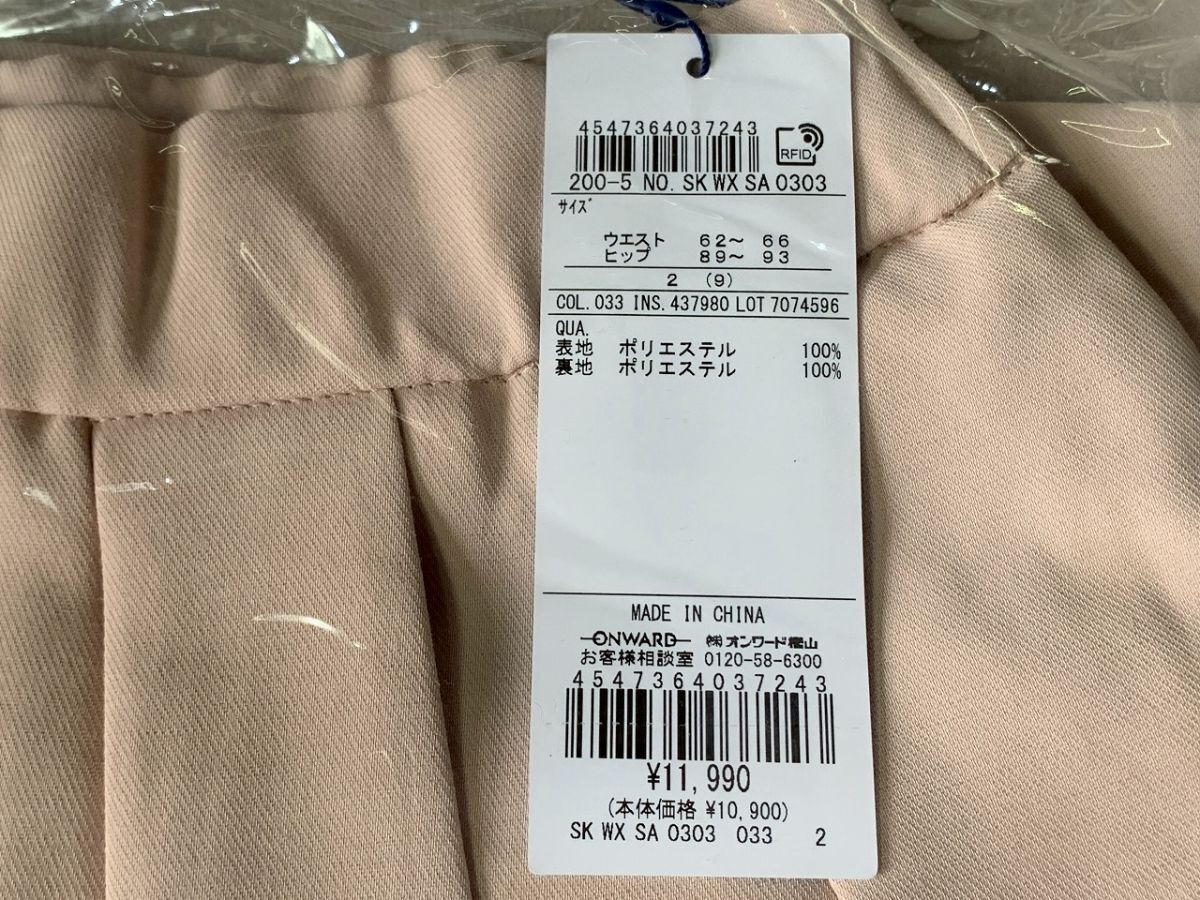 4547364037243
RFID
200-5 NO. SK WX SA 0303
サイズ
ウエスト 62〜 66
ヒップ 89〜 93
2 (9)
COL. 033 INS. 437980 LOT 7074596
QUA.
表地 ポリエステル 100%
裏地 ポリエステル 100%
MADE IN CHINA
ONWARD ㈱オンワード樫山
お客様相談室 0120-58-6300
4547364037243
¥11,990
(本体価格 ¥10,900)
SK WX SA 0303 033 2